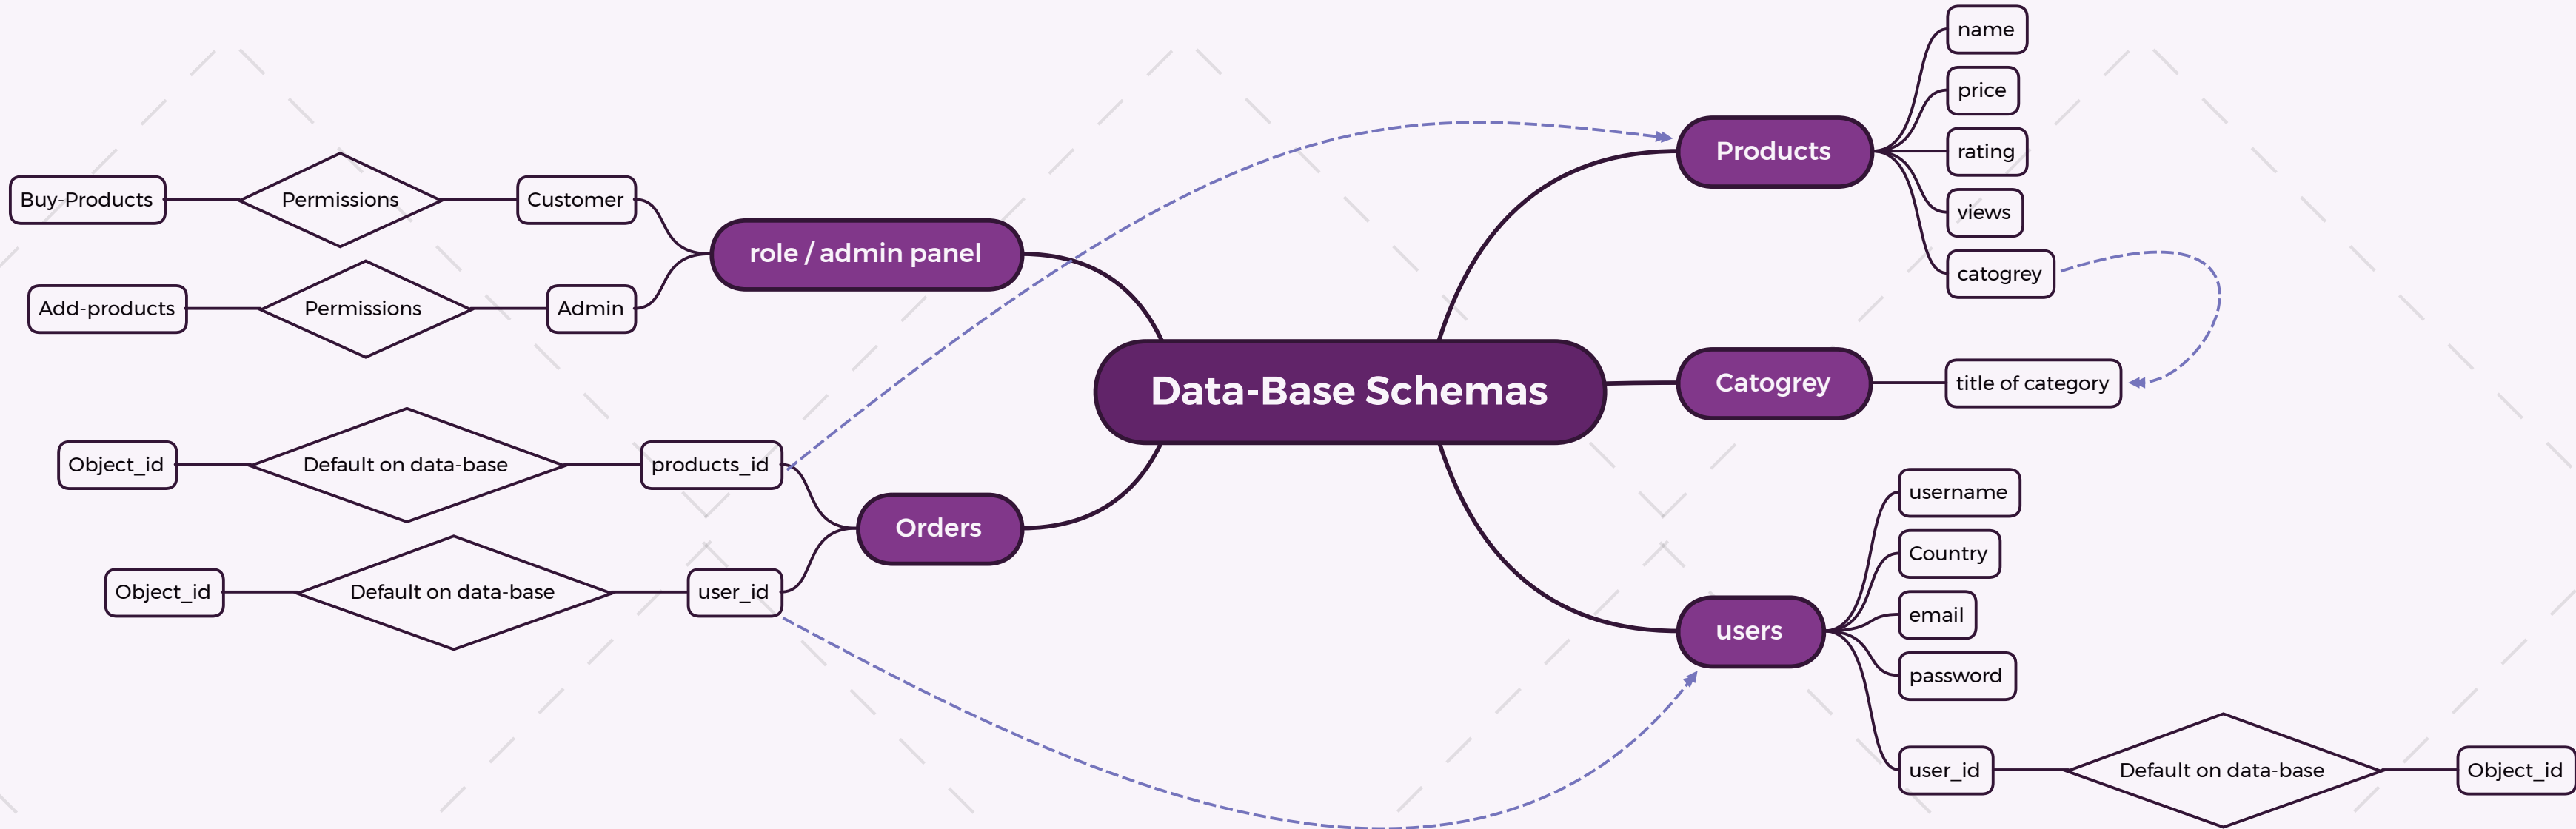 Data-Base Schemas
Products
name
price
rating
views
catogrey
Catogrey
title of category
users
username
Country
email
password
user_id
Default on data-base
Object_id
role / admin panel
Customer
Permissions
Buy-Products
Admin
Permissions
Add-products
Orders
products_id
Default on data-base
Object_id
user_id
Default on data-base
Object_id